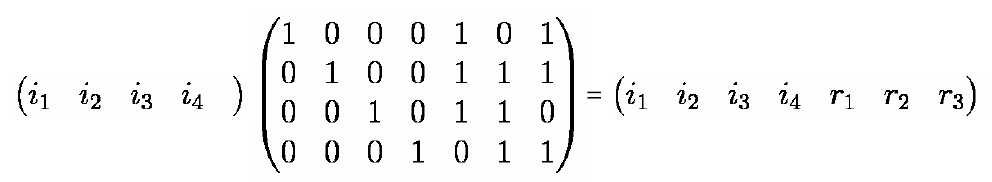 (i₁ i₂ i₃ i₄ ) (1 0 0 0 1 0 1
0 1 0 0 1 1 1
0 0 1 0 1 1 0
0 0 0 1 0 1 1) = (i₁ i₂ i₃ i₄ r₁ r₂ r₃)